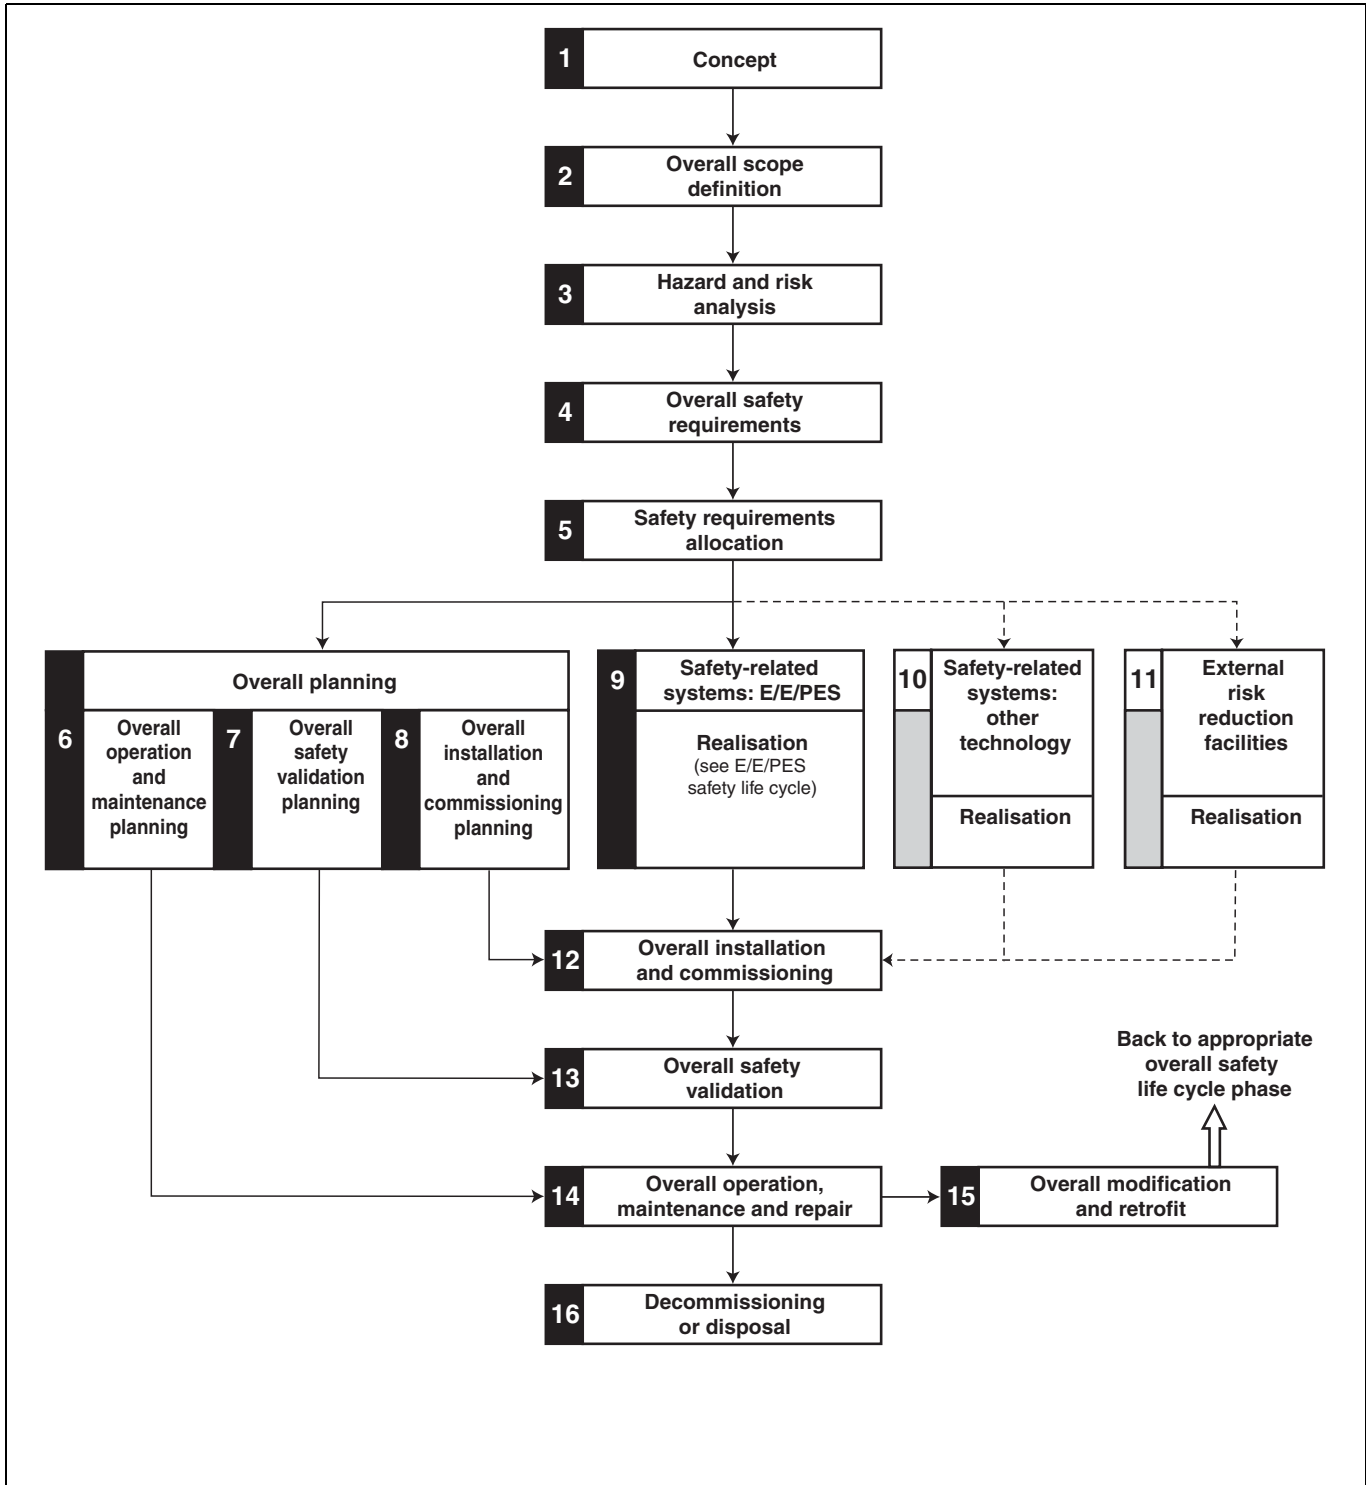 1
Concept
2
Overall scope
definition
3
Hazard and risk
analysis
4
Overall safety
requirements
5
Safety requirements
allocation
Overall planning
6
Overall
operation
and
maintenance
planning
7
Overall
safety
validation
planning
8
Overall
installation
and
commissioning
planning
9
Safety-related
systems: E/E/PES
Realisation
(see E/E/PES
safety life cycle)
10
Safety-related
systems:
other
technology
Realisation
11
External
risk
reduction
facilities
Realisation
12
Overall installation
and commissioning
13
Overall safety
validation
Back to appropriate
overall safety
life cycle phase
14
Overall operation,
maintenance and repair
15
Overall modification
and retrofit
16
Decommissioning
or disposal